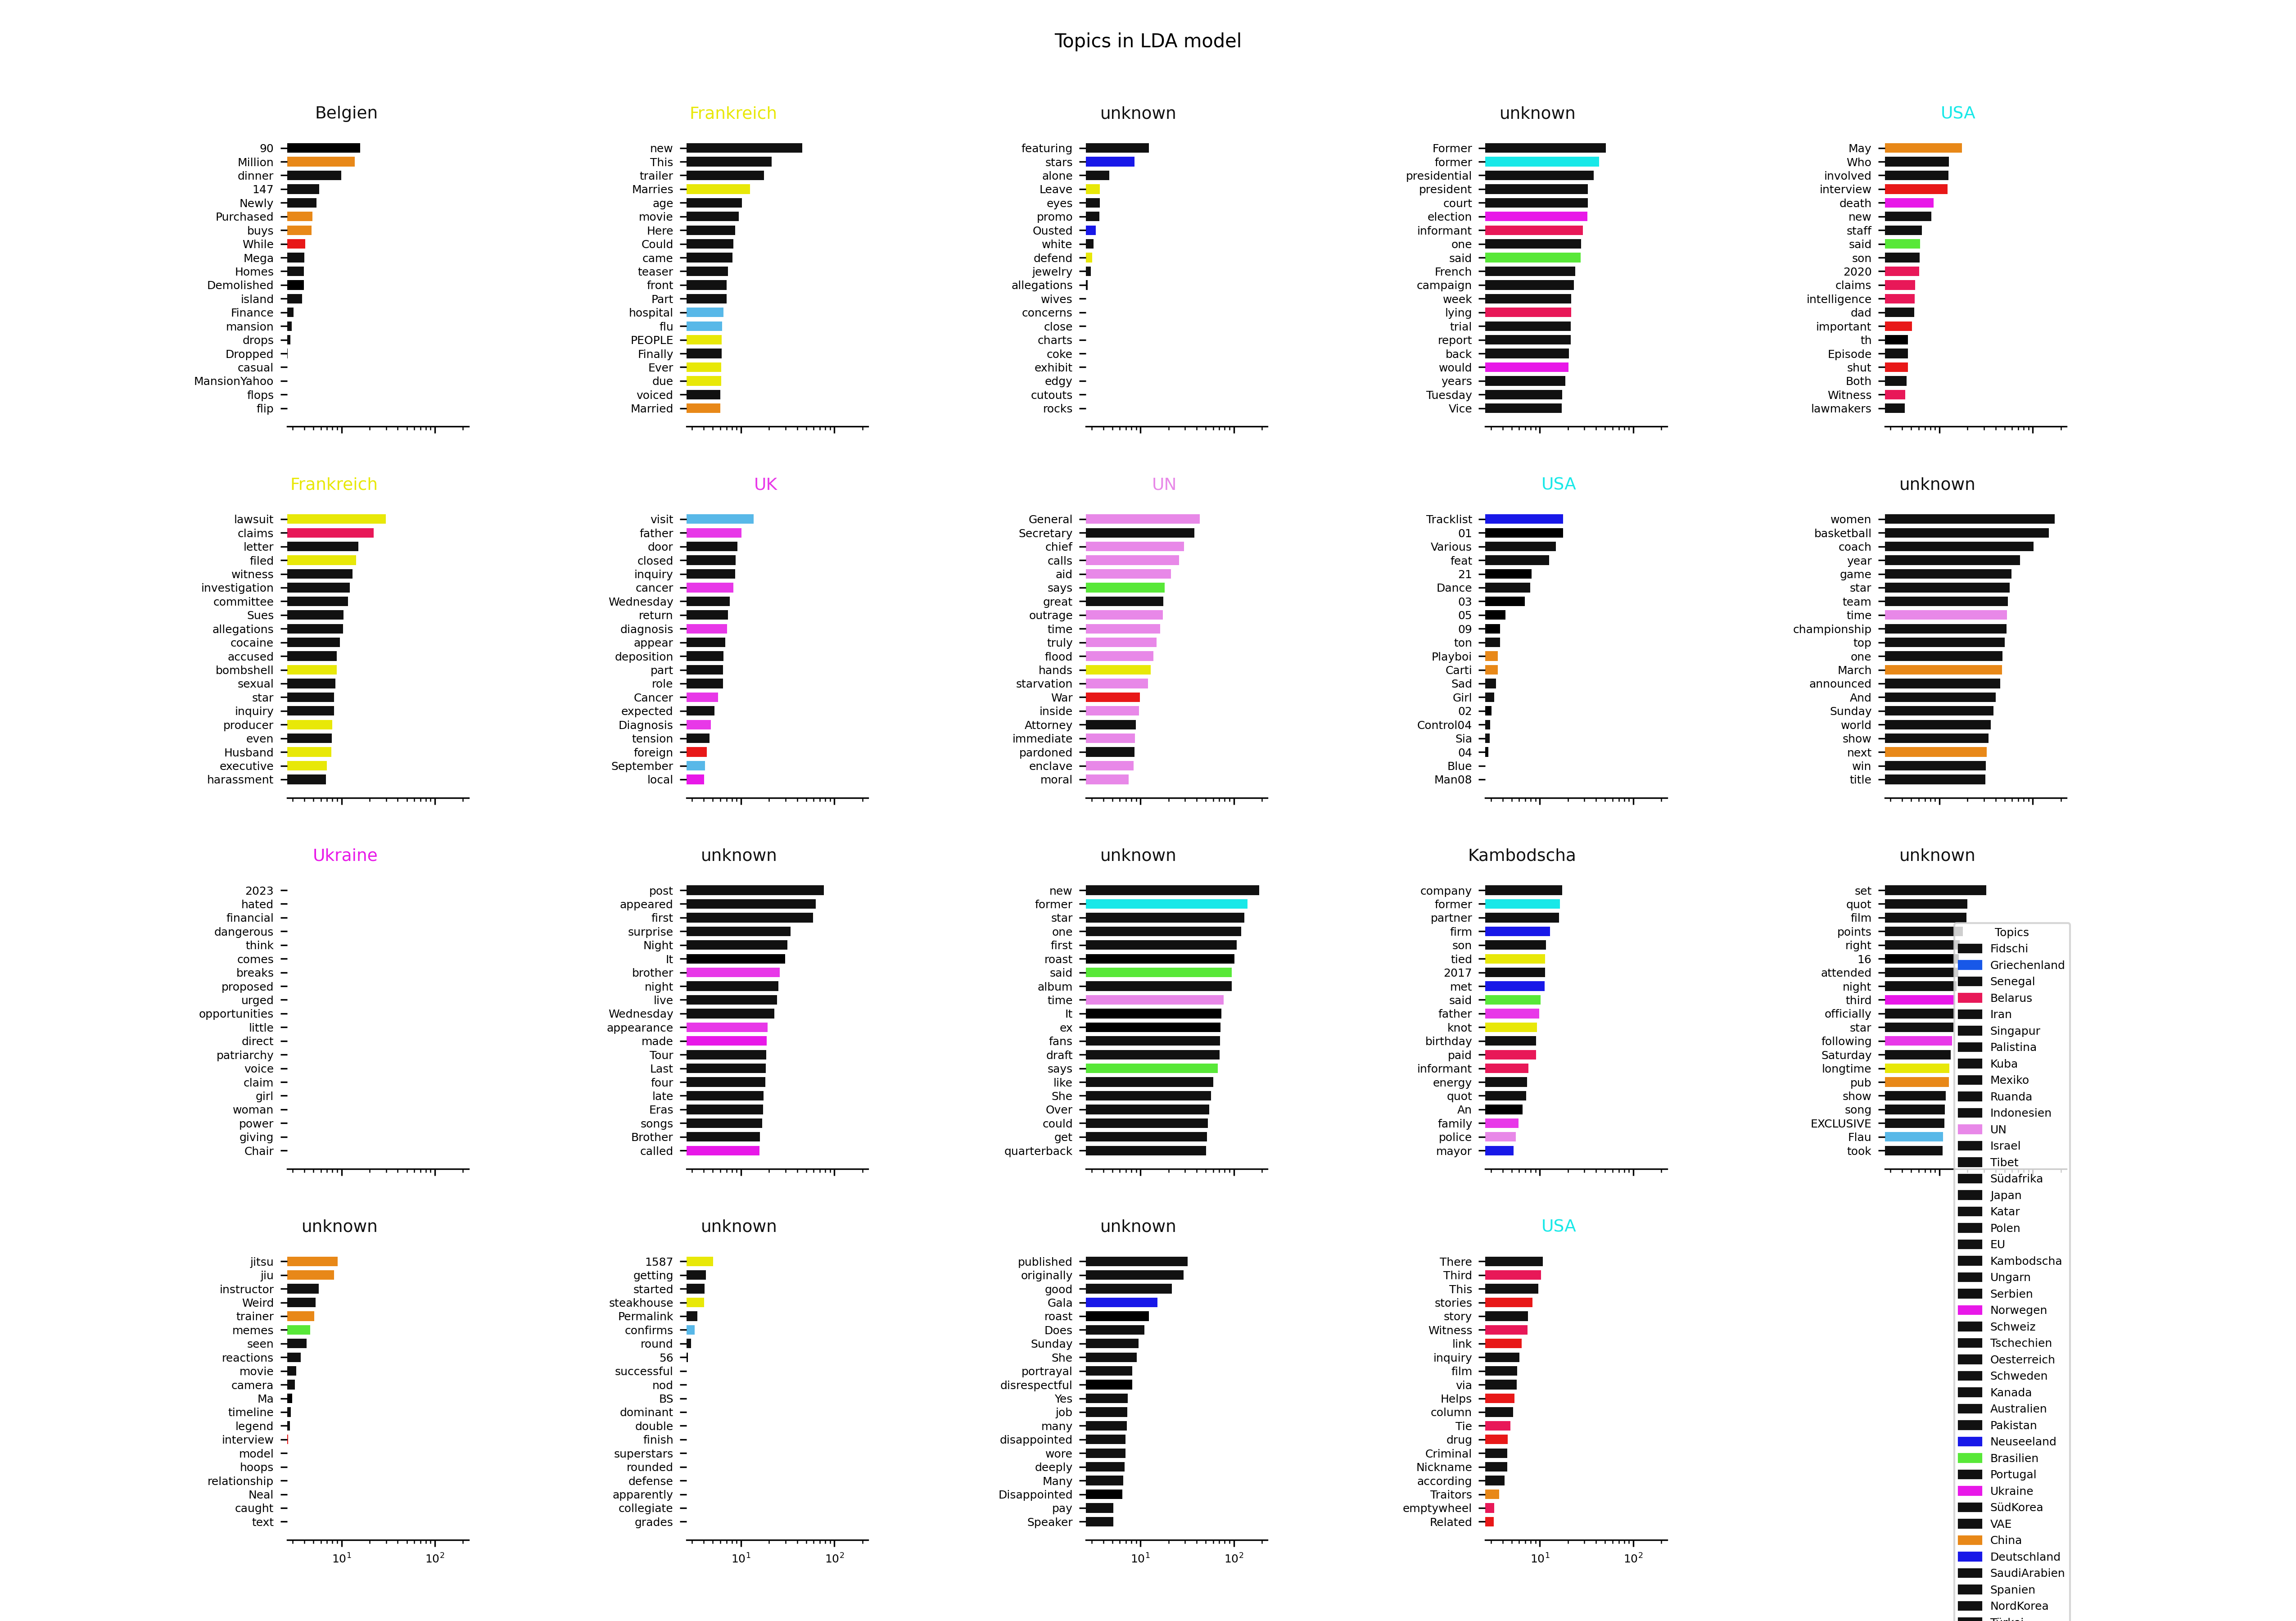 Topics in LDA model
Belgien
90
Million
dinner
147
Newly
Purchased
buys
While
Mega
Homes
Demolished
island
Finance
mansion
drops
Dropped
casual
MansionYahoo
flops
flip
Frankreich
new
This
trailer
Marries
age
movie
Here
Could
came
teaser
front
Part
hospital
flu
PEOPLE
Finally
Ever
due
voiced
Married
unknown
featuring
stars
alone
Leave
eyes
promo
Ousted
white
defend
jewelry
allegations
wives
concerns
close
charts
coke
exhibit
edgy
cutouts
rocks
unknown
Former
former
presidential
president
court
election
informant
one
said
French
campaign
week
lying
trial
report
back
would
years
Tuesday
Vice
USA
May
Who
involved
interview
death
new
staff
said
son
2020
claims
intelligence
dad
important
th
Episode
shut
Both
Witness
lawmakers
Frankreich
lawsuit
claims
letter
filed
witness
investigation
committee
Sues
allegations
cocaine
accused
bombshell
sexual
star
inquiry
producer
even
Husband
executive
harassment
UK
visit
father
door
closed
inquiry
cancer
Wednesday
return
diagnosis
appear
deposition
part
role
Cancer
expected
Diagnosis
tension
foreign
September
local
UN
General
Secretary
chief
calls
aid
says
great
outrage
time
truly
flood
hands
starvation
War
inside
Attorney
immediate
pardoned
enclave
moral
USA
Tracklist
01
Various
feat
21
Dance
03
05
09
ton
Playboi
Carti
Sad
Girl
02
Control04
Sia
04
Blue
Man08
unknown
women
basketball
coach
year
game
star
team
time
championship
top
one
March
announced
And
Sunday
world
show
next
win
title
Ukraine
2023
hated
financial
dangerous
think
comes
breaks
proposed
urged
opportunities
little
direct
patriarchy
voice
claim
girl
woman
power
giving
Chair
unknown
post
appeared
first
surprise
Night
It
brother
night
live
Wednesday
appearance
made
Tour
Last
four
late
Eras
songs
Brother
called
unknown
new
former
star
one
first
roast
said
album
time
It
ex
fans
draft
says
like
She
Over
could
get
quarterback
Kambodscha
company
former
partner
firm
son
tied
2017
met
said
father
knot
birthday
paid
informant
energy
quot
An
family
police
mayor
unknown
set
quot
film
points
right
16
attended
night
third
officially
star
following
Saturday
longtime
pub
show
song
EXCLUSIVE
Flau
took
unknown
jitsu
jiu
instructor
Weird
trainer
memes
seen
reactions
movie
camera
Ma
timeline
legend
interview
model
hoops
relationship
Neal
caught
text
10^1 10^2
unknown
1587
getting
started
steakhouse
Permalink
confirms
round
56
successful
nod
BS
dominant
double
finish
superstars
rounded
defense
apparently
collegiate
grades
10^1 10^2
unknown
published
originally
good
Gala
roast
Does
Sunday
She
portrayal
disrespectful
Yes
job
many
disappointed
wore
deeply
Many
Disappointed
pay
Speaker
10^1 10^2
USA
There
Third
This
stories
story
Witness
link
inquiry
film
via
Helps
column
Tie
drug
Criminal
Nickname
according
Traitors
emptywheel
Related
10^1 10^2
Topics
Fidschi
Griechenland
Senegal
Belarus
Iran
Singapur
Palistina
Kuba
Mexiko
Ruanda
Indonesien
UN
Israel
Tibet
Südafrika
Japan
Katar
Polen
EU
Kambodscha
Ungarn
Serbien
Norwegen
Schweiz
Tschechien
Oesterreich
Schweden
Kanada
Australien
Pakistan
Neuseeland
Brasilien
Portugal
Ukraine
SüdKorea
VAE
China
Deutschland
SaudiArabien
Spanien
NordKorea